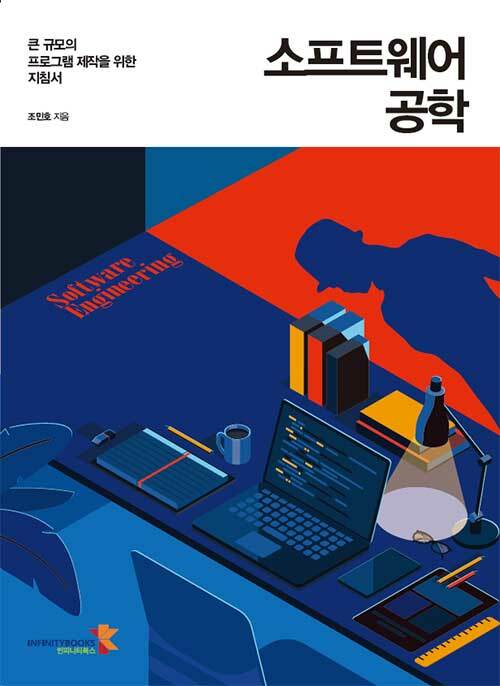 큰 규모의
프로그램 제작을 위한
지침서
조민호 지음
소프트웨어
공학
Software
Engineering
INFINITYBOOKS
인피니티북스